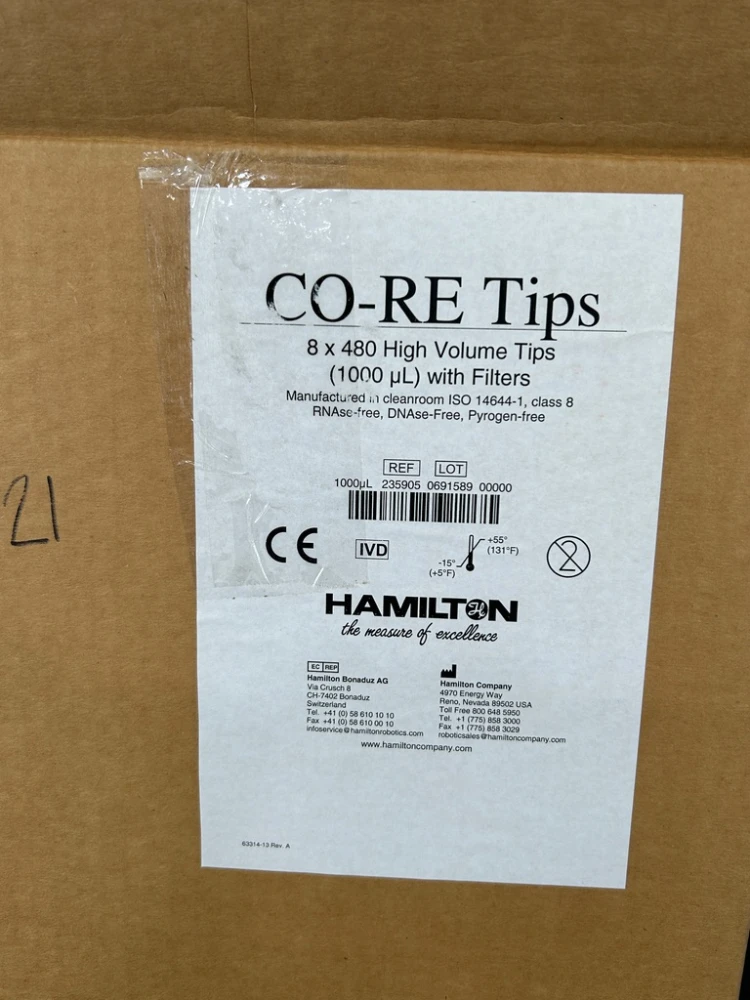 CO-RE Tips
8 x 480 High Volume Tips
(1000 µL) with Filters
Manufactured in cleanroom ISO 14644-1, class 8
RNAse-free, DNAse-Free, Pyrogen-free
REF LOT
1000µL 235905 0691589 00000
21
CE IVD
+55°
(131°F)
-15°
(+5°F)
2
HAMILTON
the measure of excellence
EC REP
Hamilton Bonaduz AG
Via Crusch 8
CH-7402 Bonaduz
Switzerland
Tel. +41 (0) 58 610 10 10
Fax +41 (0) 58 610 00 10
infoservice@hamiltonrobotics.com
Hamilton Company
4970 Energy Way
Reno, Nevada 89502 USA
Toll Free 800 648 5950
Tel. +1 (775) 858 3000
Fax +1 (775) 858 3029
roboticsales@hamiltoncompany.com
www.hamiltoncompany.com
63314-13 Rev. A